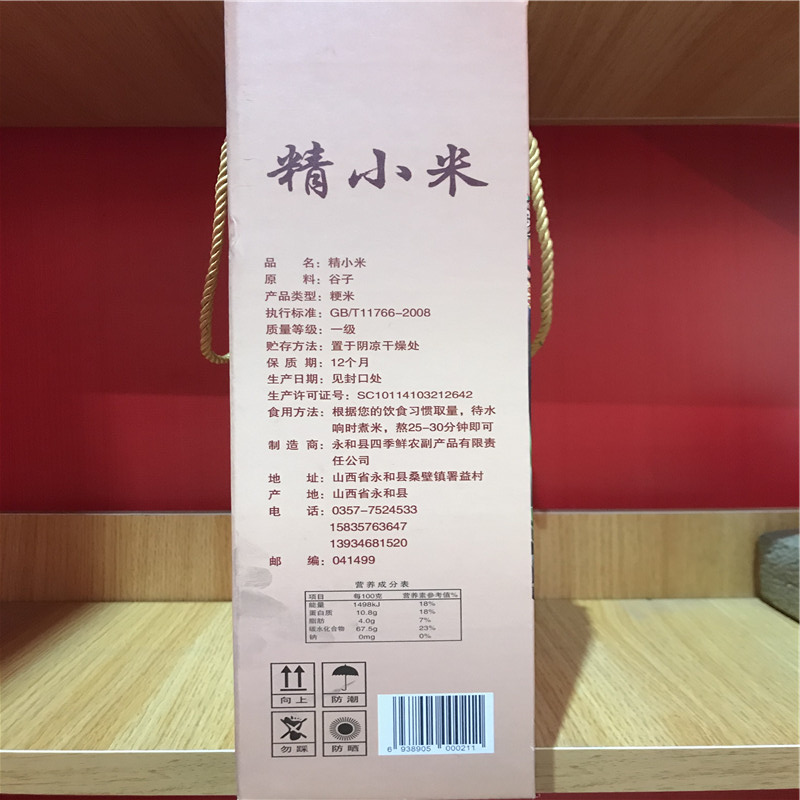 精小米
品 名：精小米
原 料：谷子
产品类型：粳米
执行标准：GB/T11766-2008
质量等级：一级
贮存方法：置于阴凉干燥处
保 质 期：12个月
生产日期：见封口处
生产许可证号：SC10114103212642
食用方法：根据您的饮食习惯取量，待水
响时煮米，熬25-30分钟即可
制 造 商：永和县四季鲜农副产品有限责
任公司
地 址：山西省永和县桑壁镇署益村
产 地：山西省永和县
电 话：0357-7524533
15835763647
13934681520
邮 编：041499
营养成分表
项目 每100克 营养素参考值%
能量 1498kJ 18%
蛋白质 10.8g 18%
脂肪 4.0g 7%
碳水化合物 67.5g 23%
钠 0mg 0%
向上 防潮
勿踩 防晒
6 938905 000211